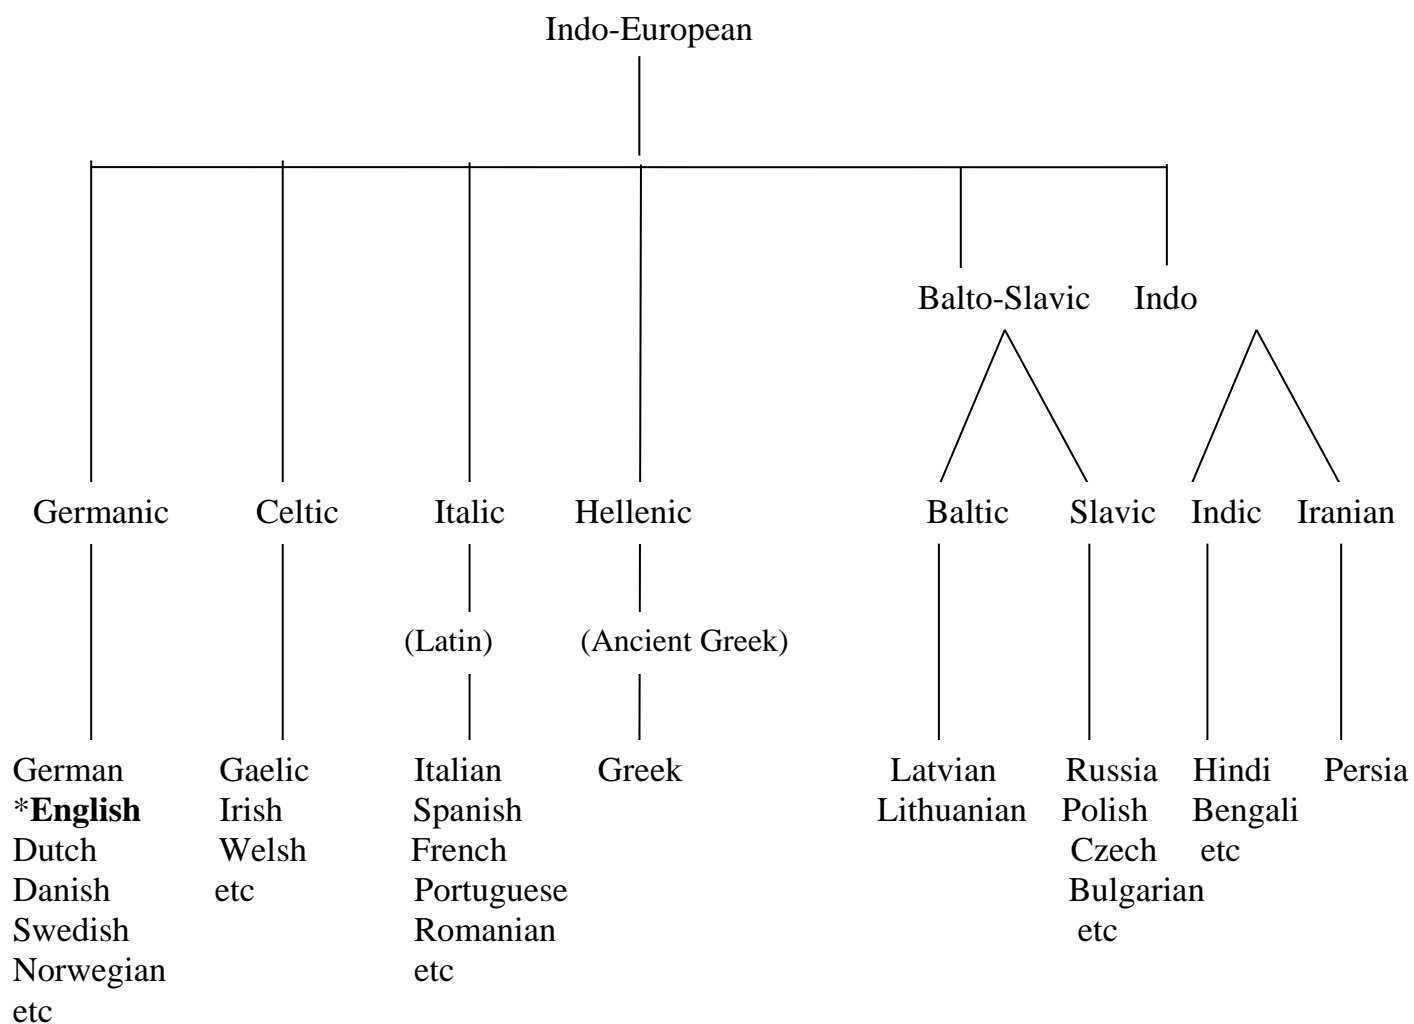 Indo-European
Balto-Slavic Indo
Germanic Celtic Italic Hellenic Baltic Slavic Indic Iranian
(Latin) (Ancient Greek)
German Gaelic Italian Greek Latvian Russia Hindi Persia
*English Irish Spanish Lithuanian Polish Bengali
Dutch Welsh French Czech etc
Danish etc Portuguese Bulgarian
Swedish Romanian etc
Norwegian etc
etc